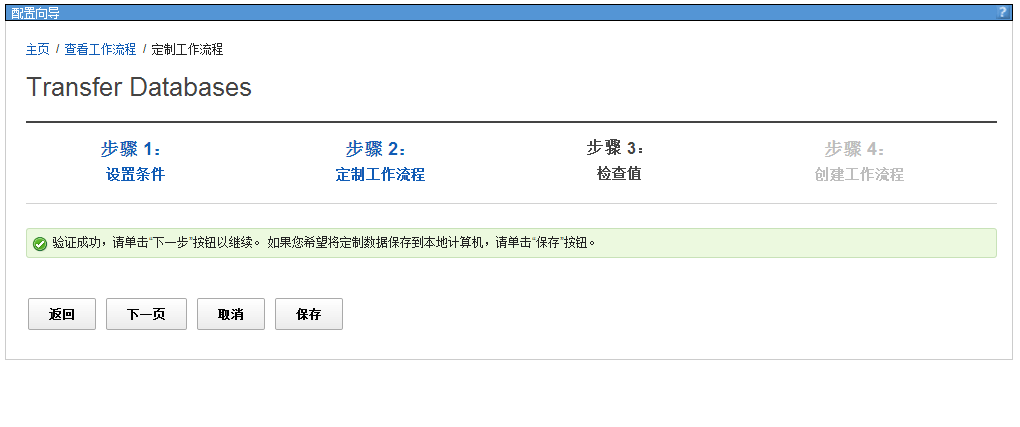 配置向导 ?
主页 / 查看工作流程 / 定制工作流程
Transfer Databases
步骤 1： 步骤 2： 步骤 3： 步骤 4：
设置条件 定制工作流程 检查值 创建工作流程
验证成功，请单击“下一步”按钮以继续。 如果您希望将定制数据保存到本地计算机，请单击“保存”按钮。
返回 下一页 取消 保存